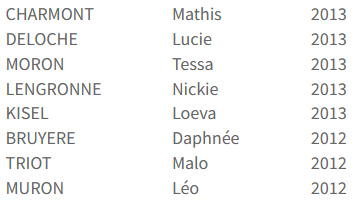 CHARMONT Mathis 2013
DELOCHE Lucie 2013
MORON Tessa 2013
LENGRONNE Nickie 2013
KISEL Loeva 2013
BRUYERE Daphnée 2012
TRIOT Malo 2012
MURON Léo 2012